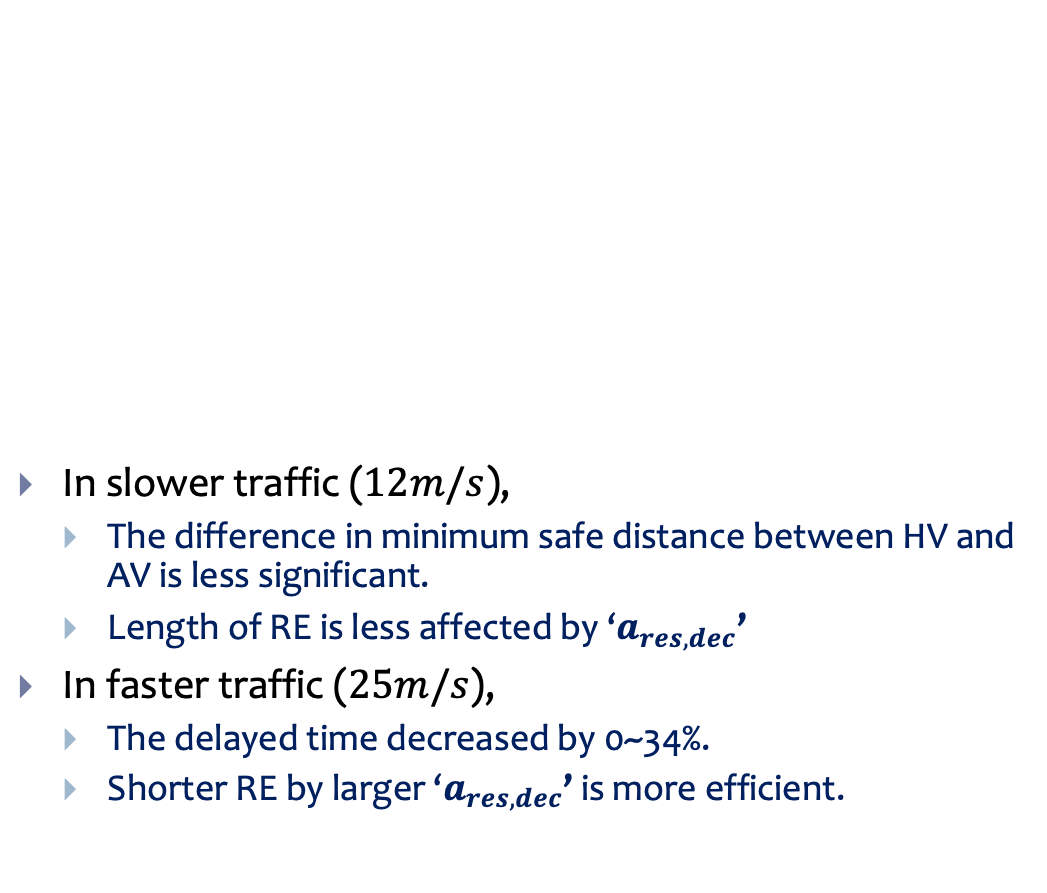 In slower traffic (12m/s),
The difference in minimum safe distance between HV and
AV is less significant.
Length of RE is less affected by ‘a_res,dec’
In faster traffic (25m/s),
The delayed time decreased by 0~34%.
Shorter RE by larger ‘a_res,dec’ is more efficient.